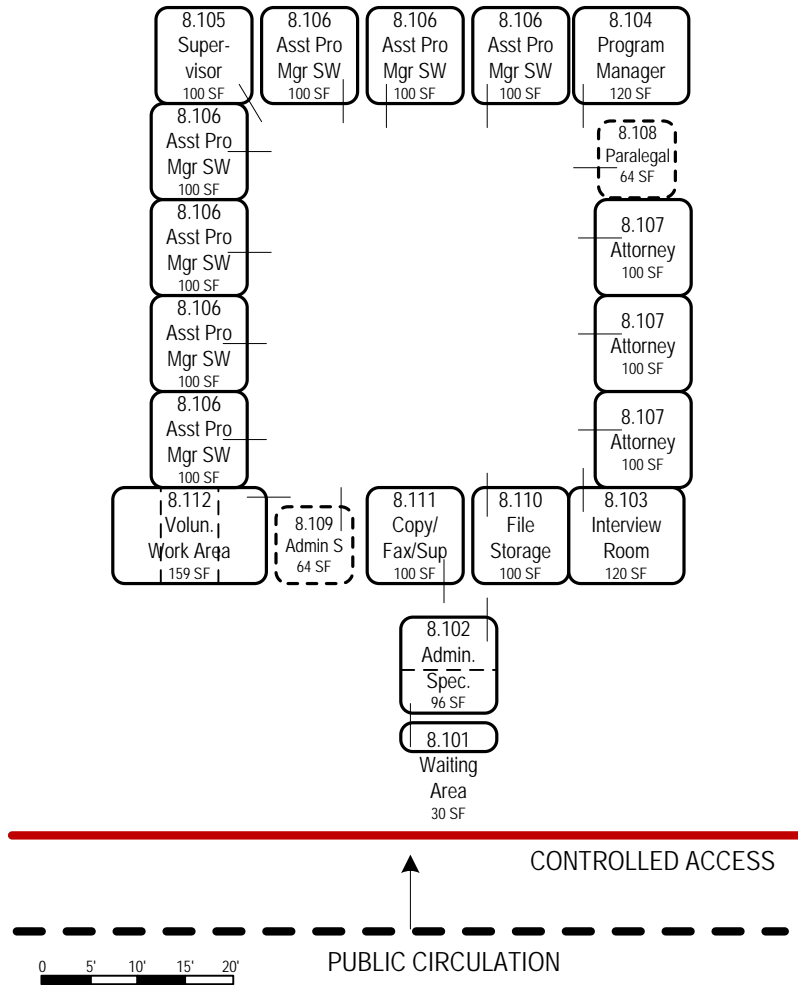 8.105
Super-
visor
100 SF
8.106
Asst Pro
Mgr SW
100 SF
8.106
Asst Pro
Mgr SW
100 SF
8.106
Asst Pro
Mgr SW
100 SF
8.104
Program
Manager
120 SF
8.106
Asst Pro
Mgr SW
100 SF
8.108
Paralegal
64 SF
8.106
Asst Pro
Mgr SW
100 SF
8.107
Attorney
100 SF
8.106
Asst Pro
Mgr SW
100 SF
8.107
Attorney
100 SF
8.106
Asst Pro
Mgr SW
100 SF
8.107
Attorney
100 SF
8.112
Volun.
Work Area
159 SF
8.109
Admin S
64 SF
8.111
Copy/
Fax/Sup
100 SF
8.110
File
Storage
100 SF
8.103
Interview
Room
120 SF
8.102
Admin.
Spec.
96 SF
8.101
Waiting
Area
30 SF
CONTROLLED ACCESS
PUBLIC CIRCULATION
0 5' 10' 15' 20'